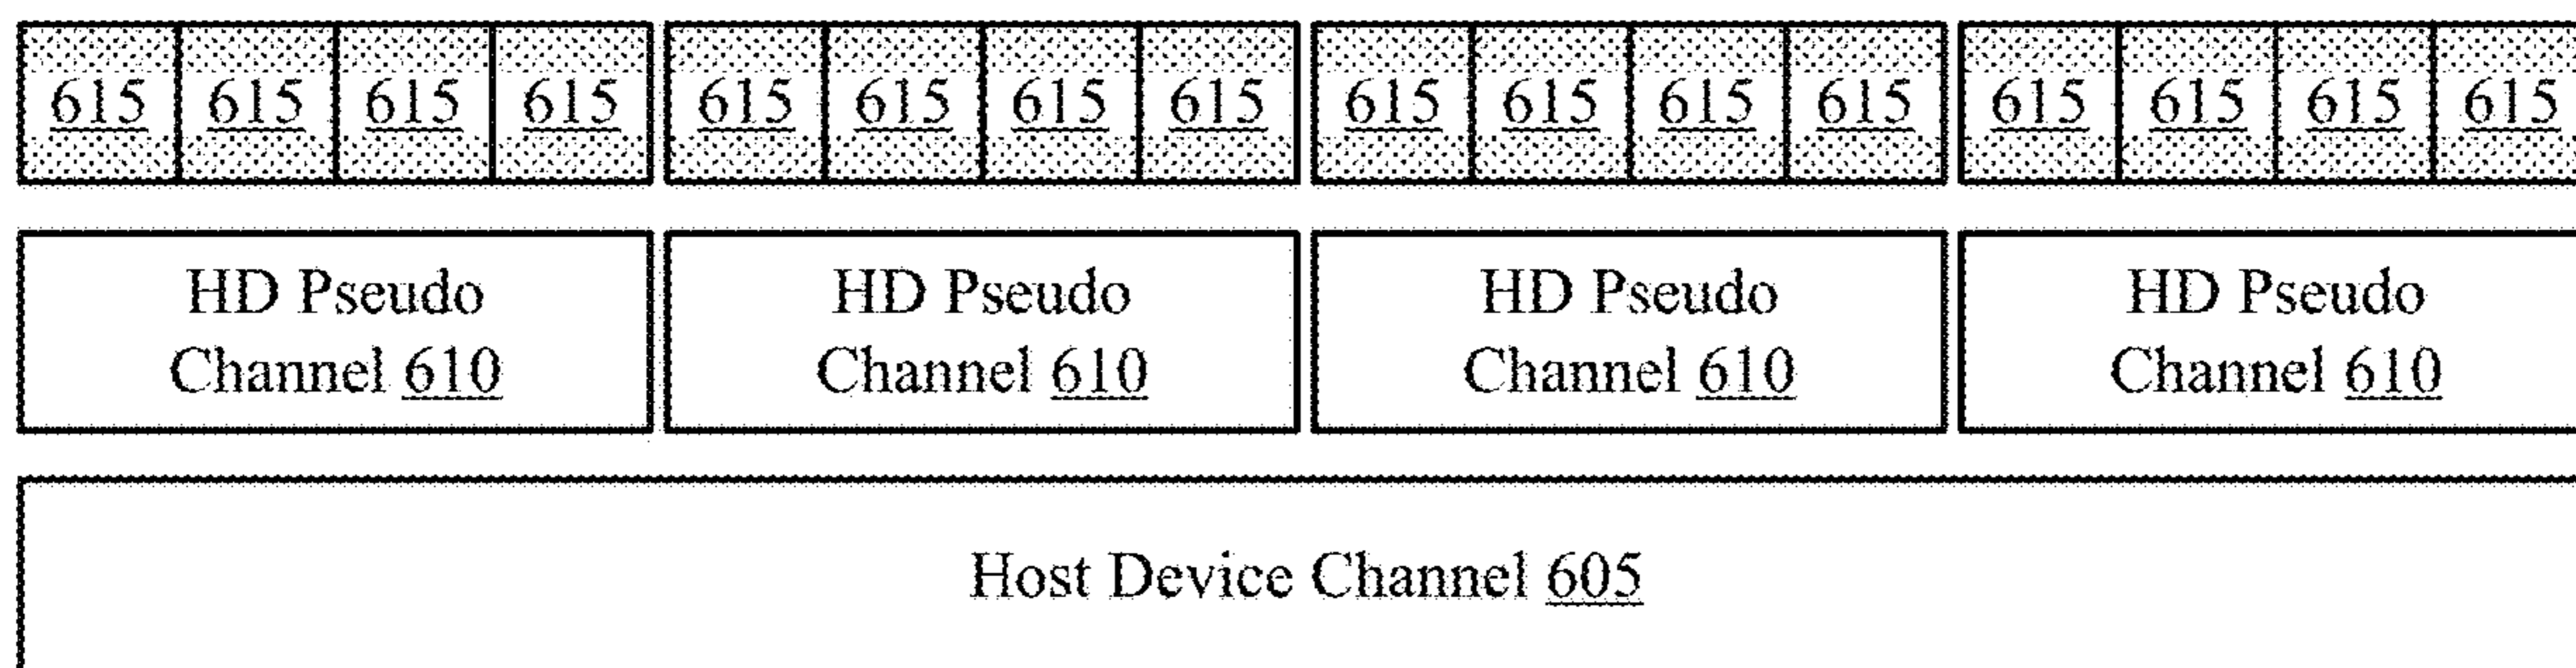 615 615 615 615 615 615 615 615 615 615 615 615 615 615 615 615
HD Pseudo HD Pseudo HD Pseudo HD Pseudo
Channel 610 Channel 610 Channel 610 Channel 610
Host Device Channel 605